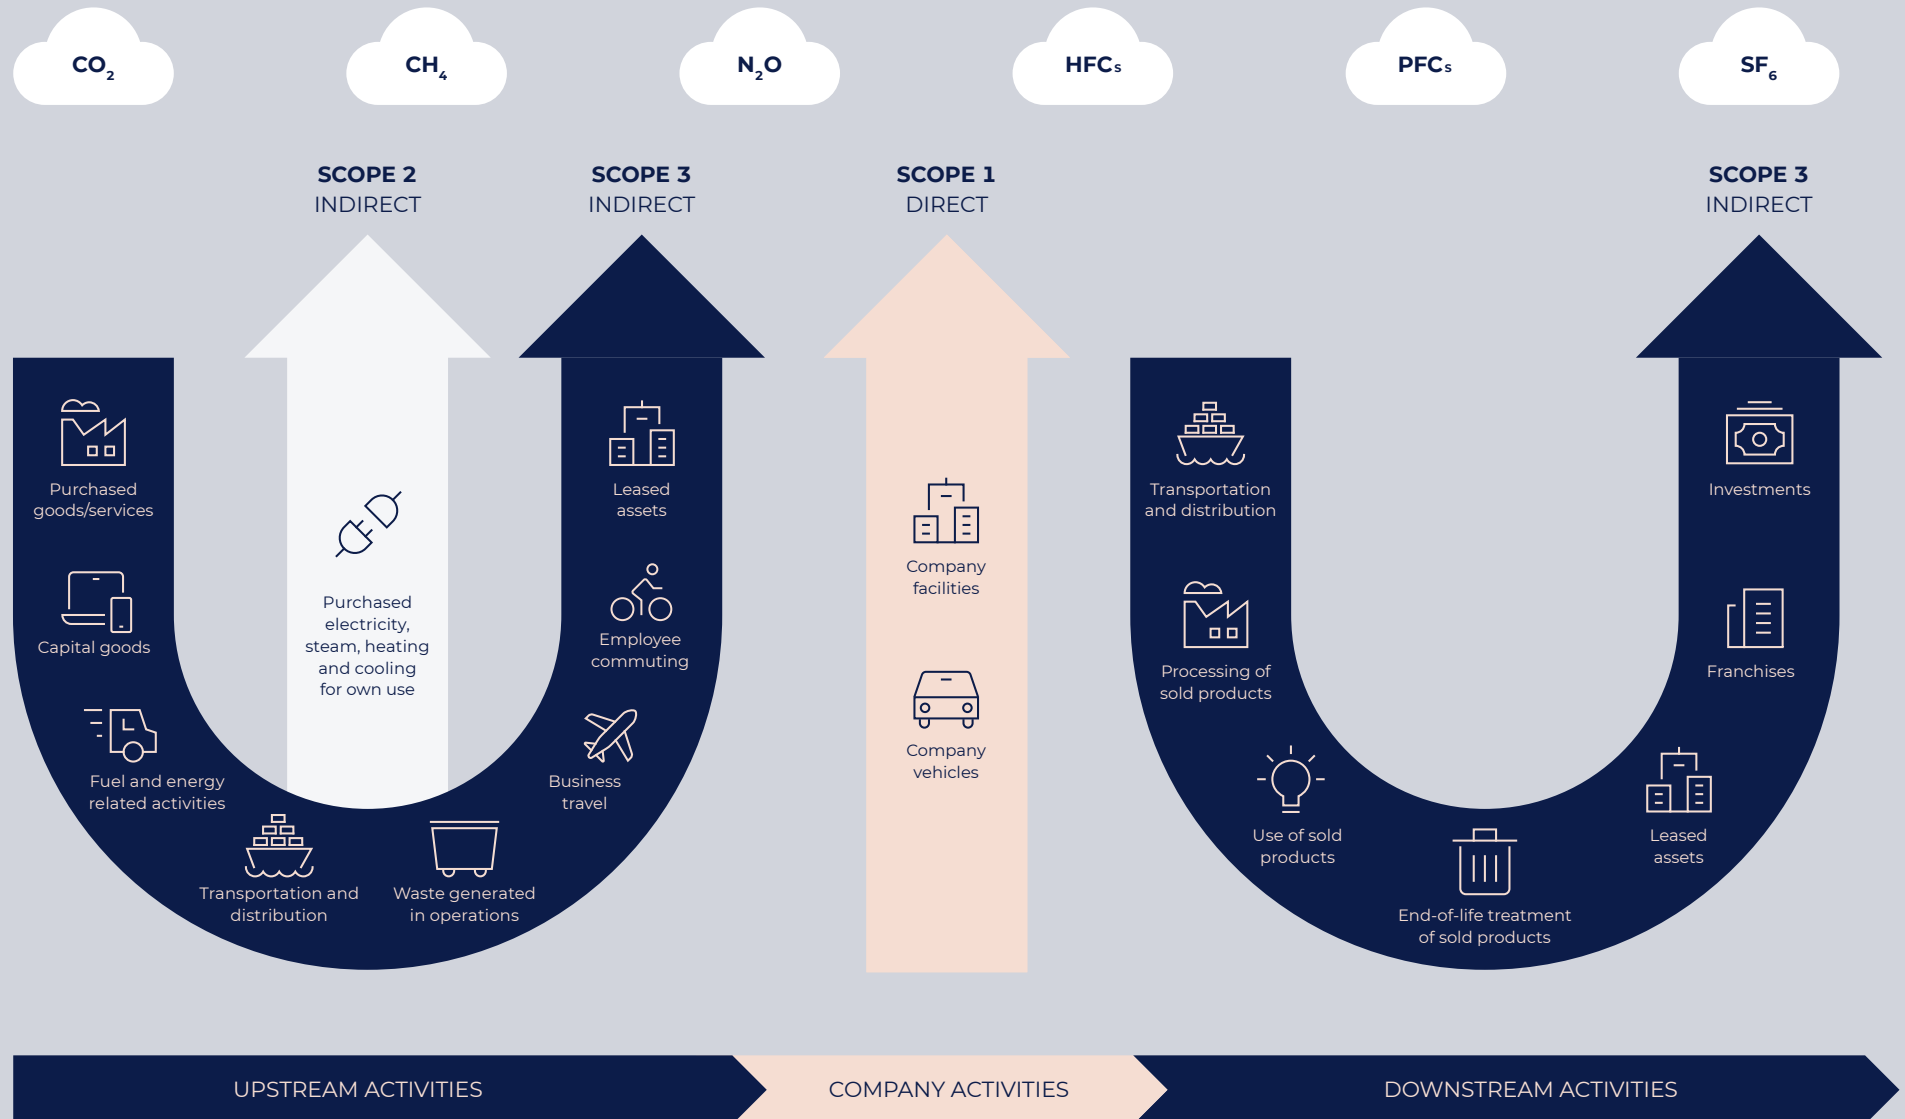 CO₂
CH₄
N₂O
HFCs
PFCs
SF₆
SCOPE 2
INDIRECT
SCOPE 3
INDIRECT
SCOPE 1
DIRECT
SCOPE 3
INDIRECT
Purchased
goods/services
Capital goods
Fuel and energy
related activities
Transportation and
distribution
Waste generated
in operations
Business
travel
Employee
commuting
Leased
assets
Purchased
electricity,
steam, heating
and cooling
for own use
Company
facilities
Company
vehicles
Transportation
and distribution
Processing of
sold products
Use of sold
products
End-of-life treatment
of sold products
Leased
assets
Franchises
Investments
UPSTREAM ACTIVITIES
COMPANY ACTIVITIES
DOWNSTREAM ACTIVITIES